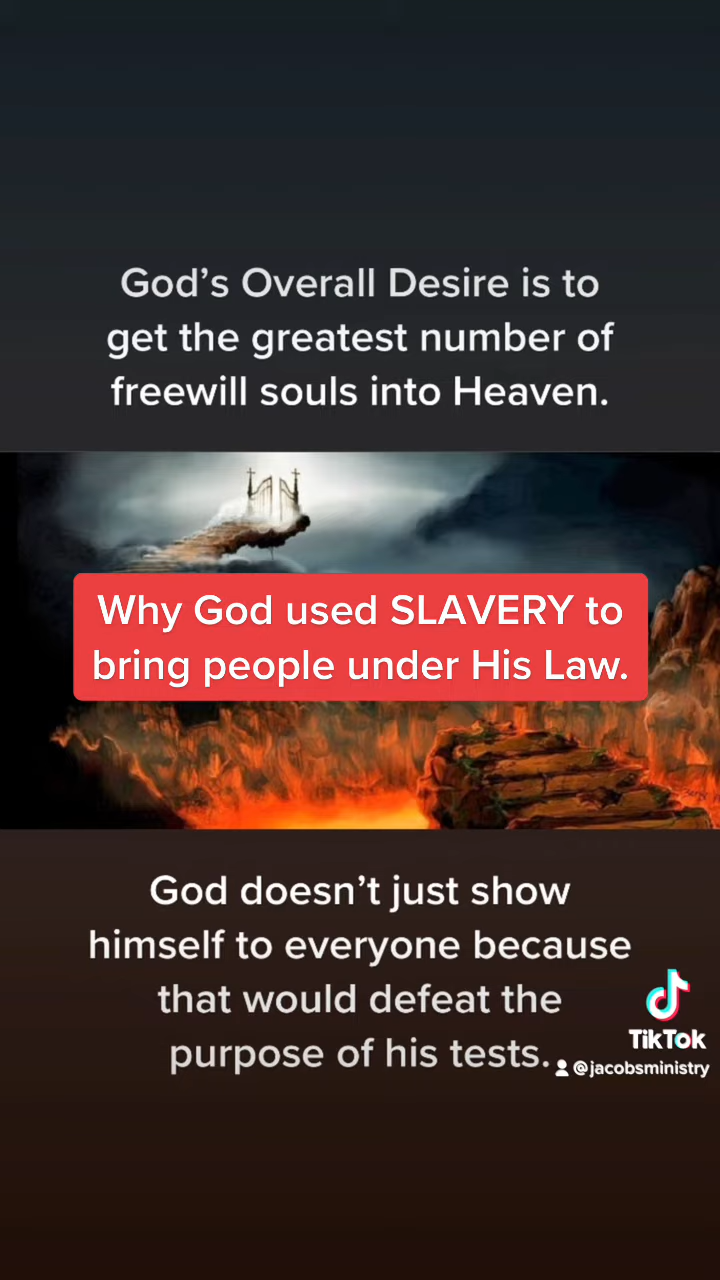 God’s Overall Desire is to
get the greatest number of
freewill souls into Heaven.
Why God used SLAVERY to
bring people under His Law.
God doesn’t just show
himself to everyone because
that would defeat the
purpose of his tests.
TikTok
@jacobsministry